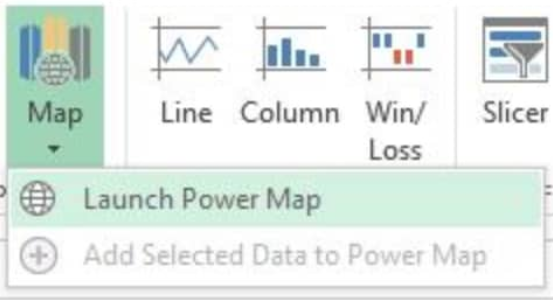 Map
Line
Column
Win/
Loss
Slicer
Launch Power Map
Add Selected Data to Power Map